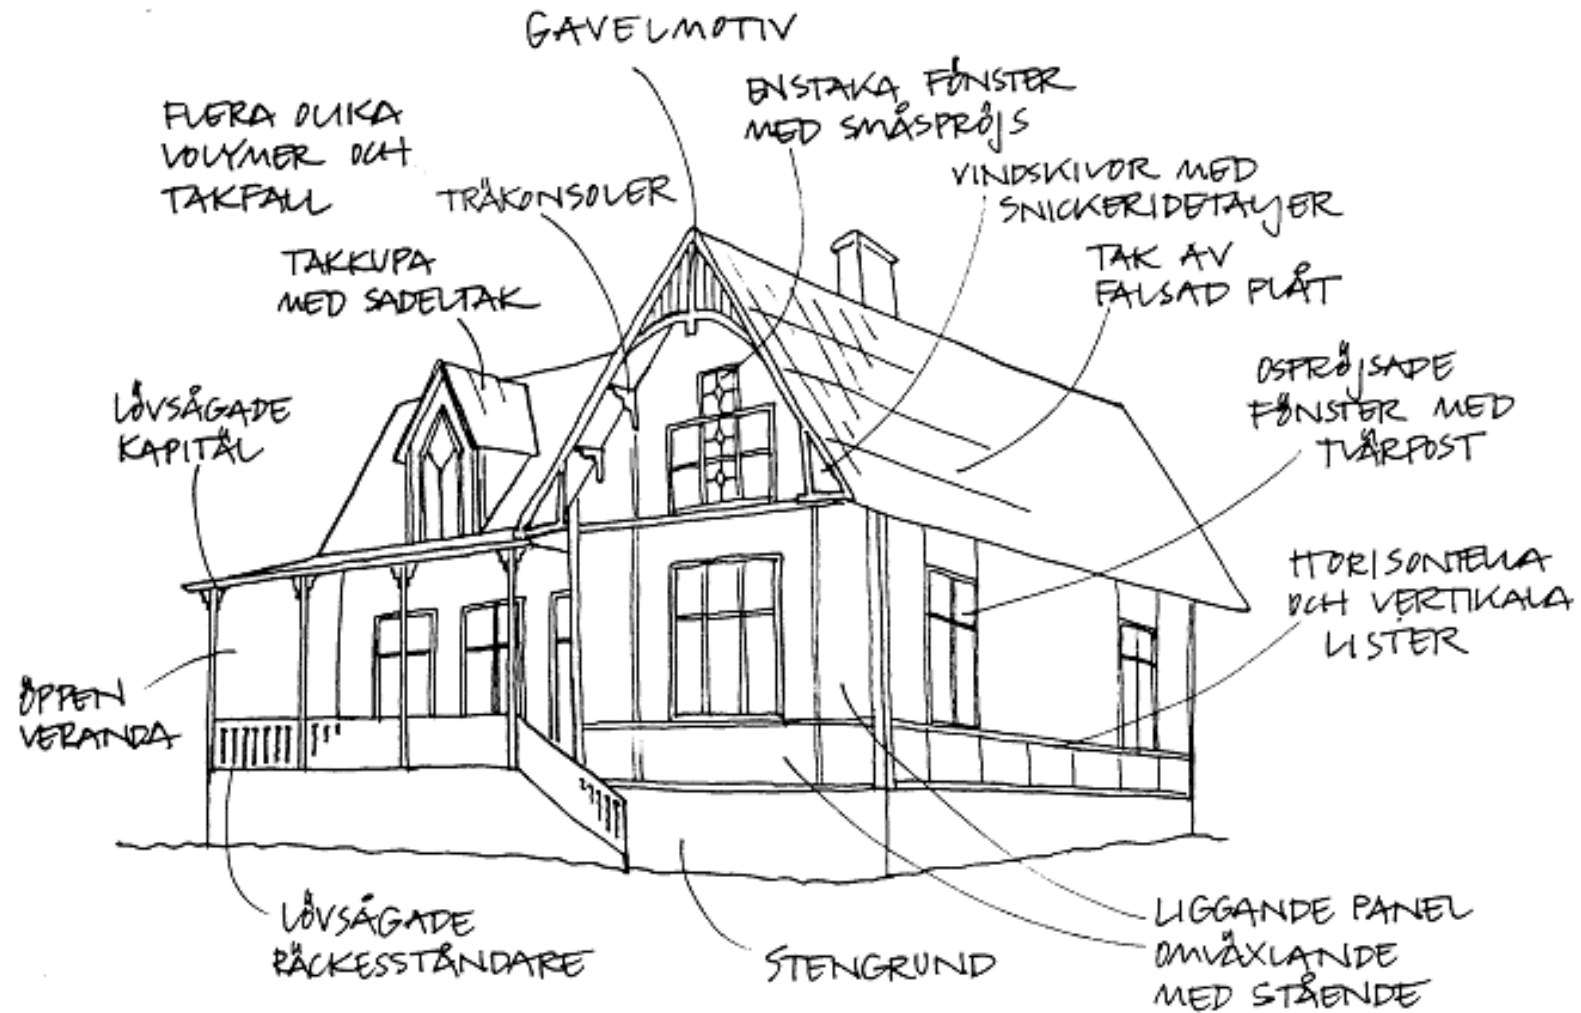 GAVELMOTIV
ENSTAKA FÖNSTER
MED SMÅSPRÖJS
FLERA OLIKA
VOLYMER OCH
TAKFALL
TRÄKONSOLER
VINDSKIVOR MED
SNICKERIDETALJER
TAKKUPA
MED SADELTAK
TAK AV
FALSAD PLÅT
LÖVSÅGADE
KAPITÄL
OSPRÖJSADE
FÖNSTER MED
TVÄRPOST
HORISONTELLA
OCH VERTIKALA
LISTER
ÖPPEN
VERANDA
LÖVSÅGADE
RÄCKESSTÅNDARE
STENGRUND
LIGGANDE PANEL
OMVÄXLANDE
MED STÅENDE